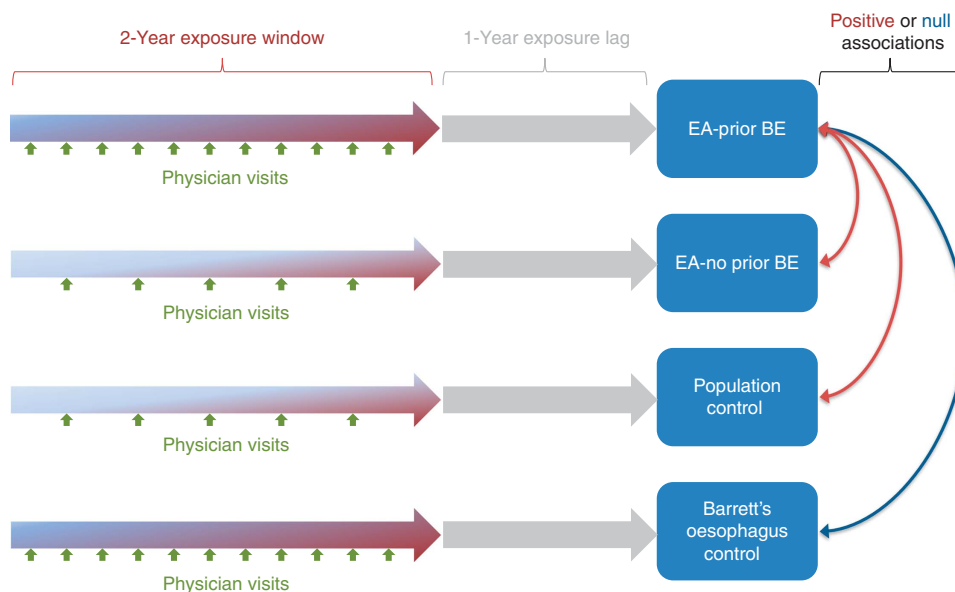 2-Year exposure window
1-Year exposure lag
Positive or null
associations
EA-prior BE
Physician visits
EA-no prior BE
Physician visits
Population
control
Physician visits
Barrett's
oesophagus
control
Physician visits